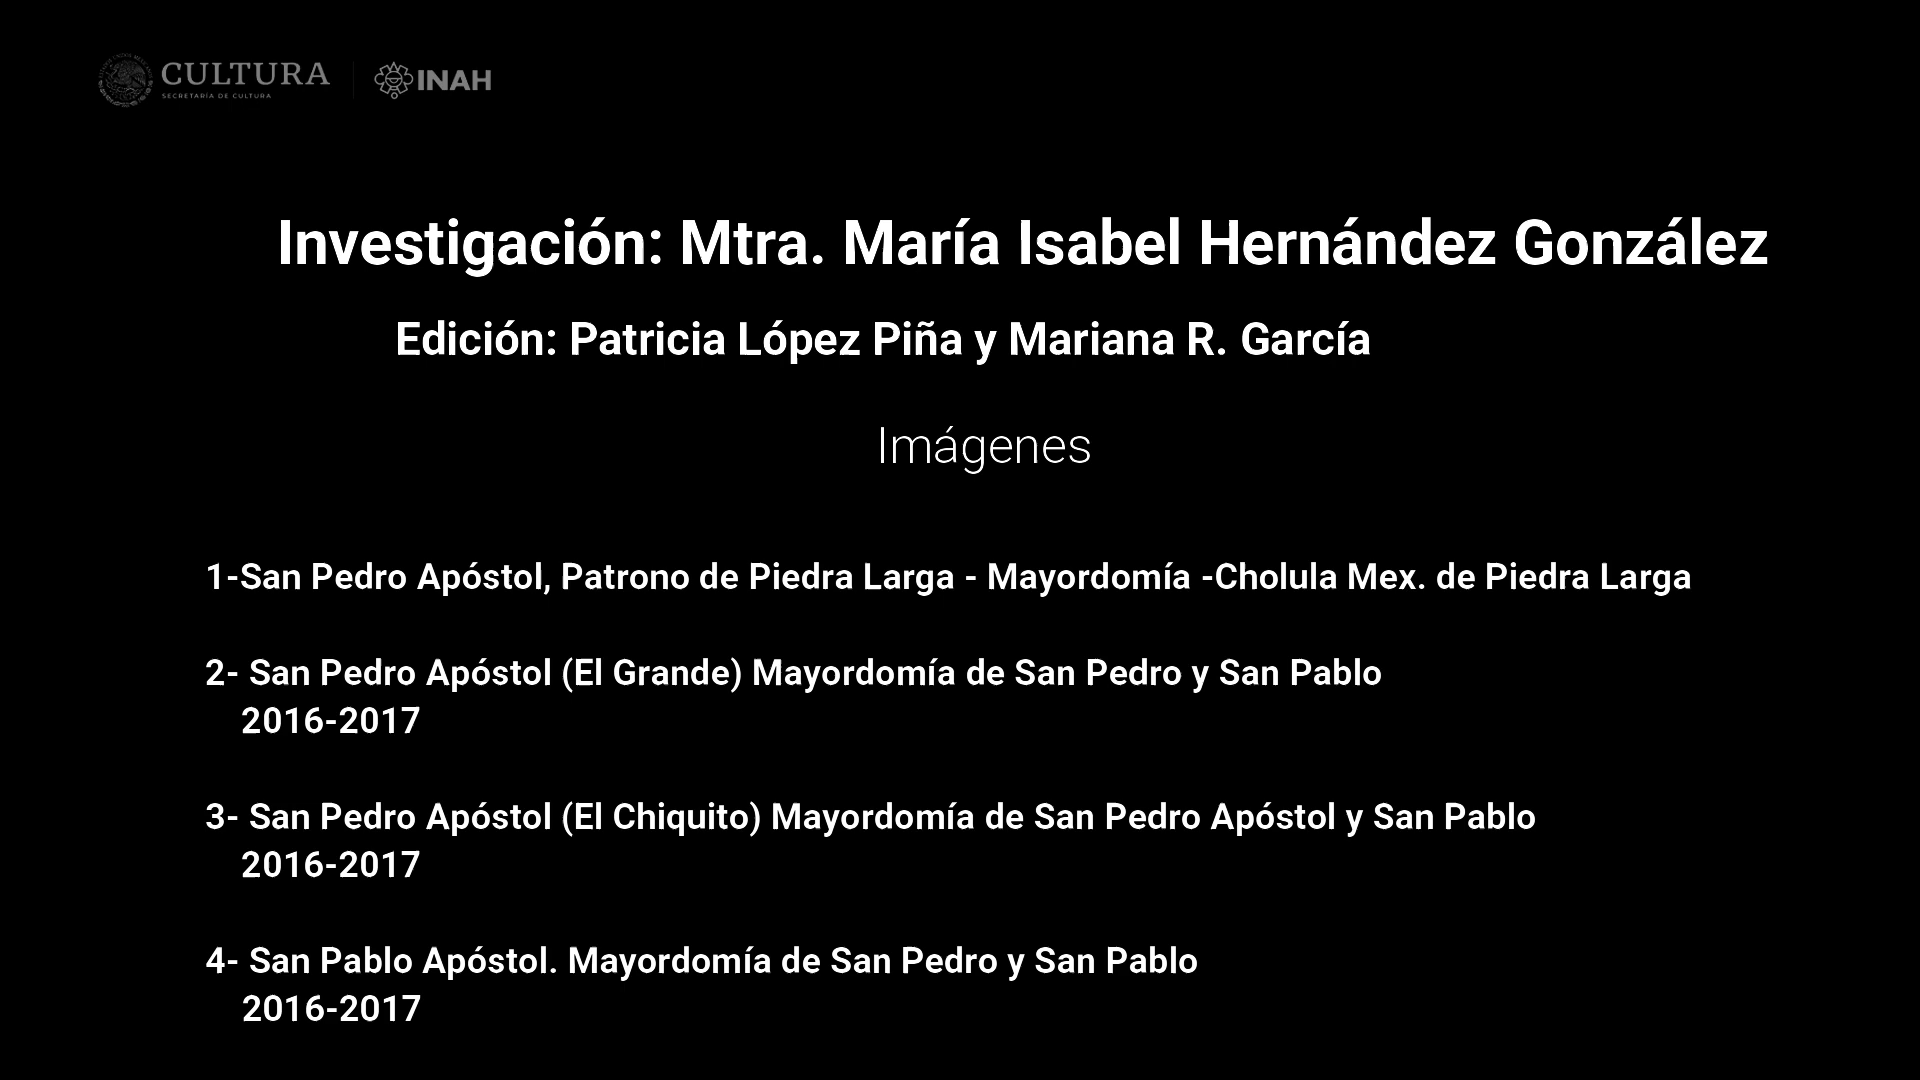 CULTURA
SECRETARÍA DE CULTURA
INAH
Investigación: Mtra. María Isabel Hernández González
Edición: Patricia López Piña y Mariana R. García
Imágenes
1-San Pedro Apóstol, Patrono de Piedra Larga - Mayordomía -Cholula Mex. de Piedra Larga
2- San Pedro Apóstol (El Grande) Mayordomía de San Pedro y San Pablo
2016-2017
3- San Pedro Apóstol (El Chiquito) Mayordomía de San Pedro Apóstol y San Pablo
2016-2017
4- San Pablo Apóstol. Mayordomía de San Pedro y San Pablo
2016-2017